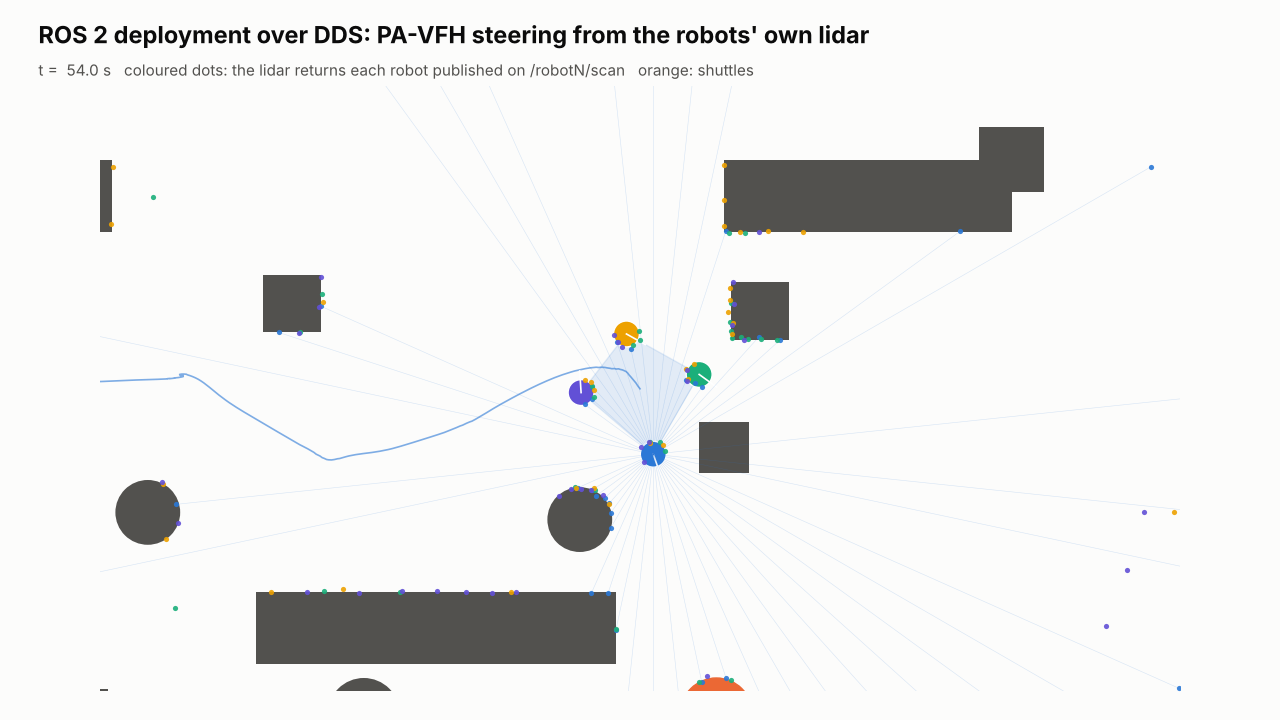 ROS 2 deployment over DDS: PA-VFH steering from the robots' own lidar
t =  54.0 s   coloured dots: the lidar returns each robot published on /robotN/scan   orange: shuttles